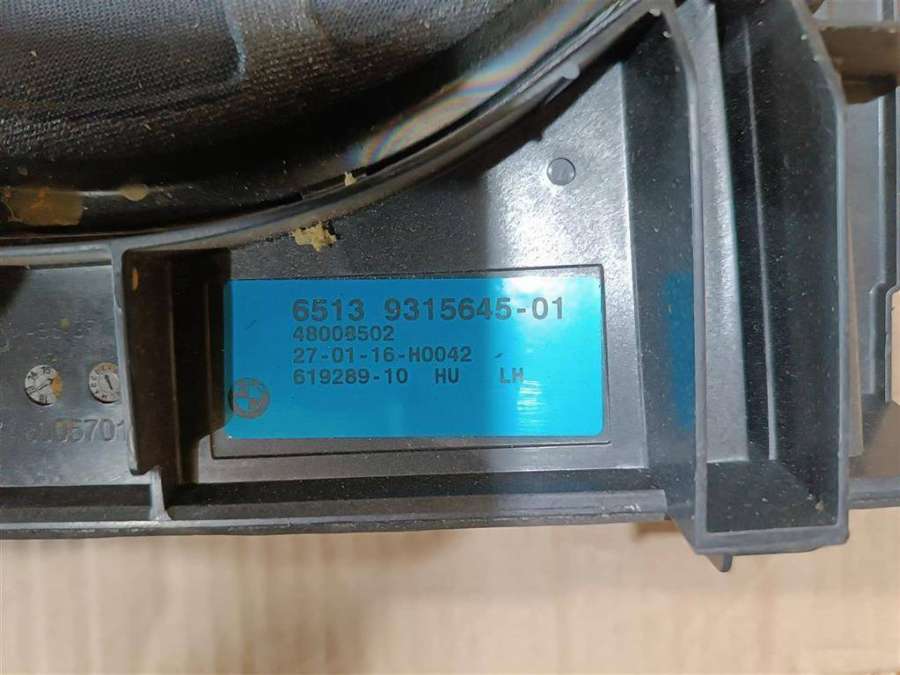 6513 9315645-01
48008502
27-01-16-H0042
619289-10 HU LH